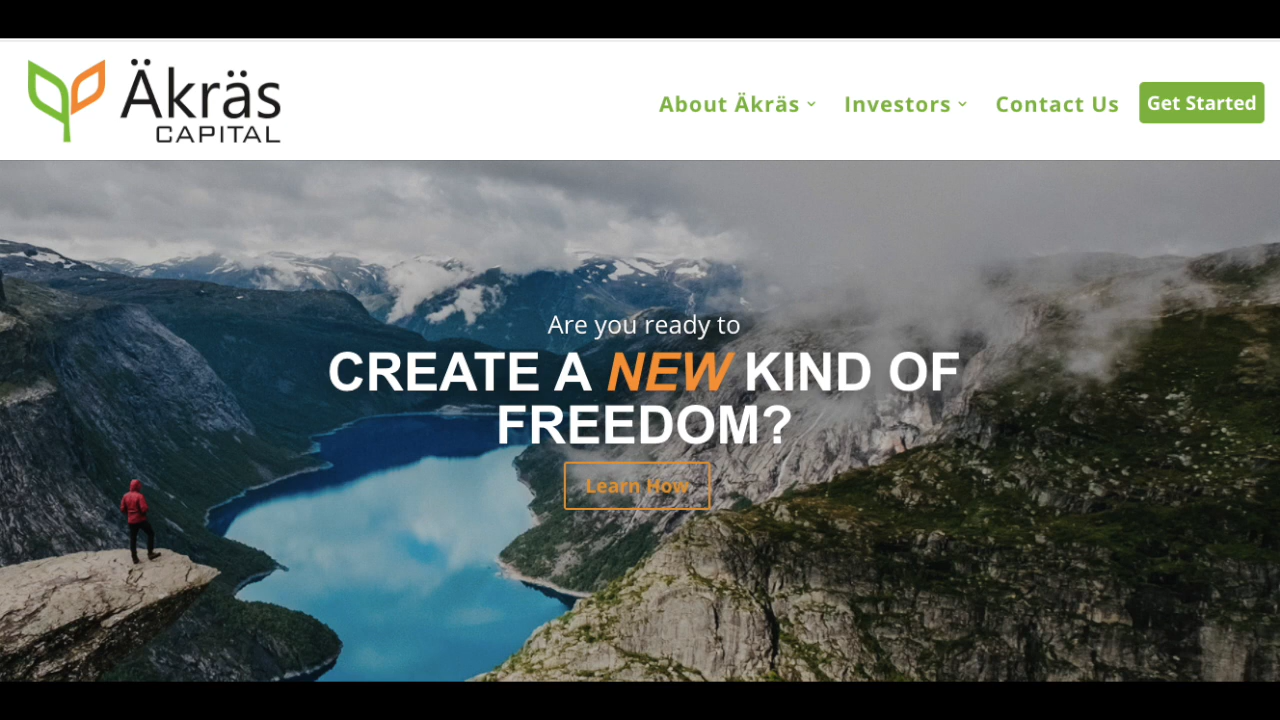 Äkräs
CAPITAL
About Äkräs
Investors
Contact Us
Get Started
Are you ready to
CREATE A NEW KIND OF
FREEDOM?
Learn How